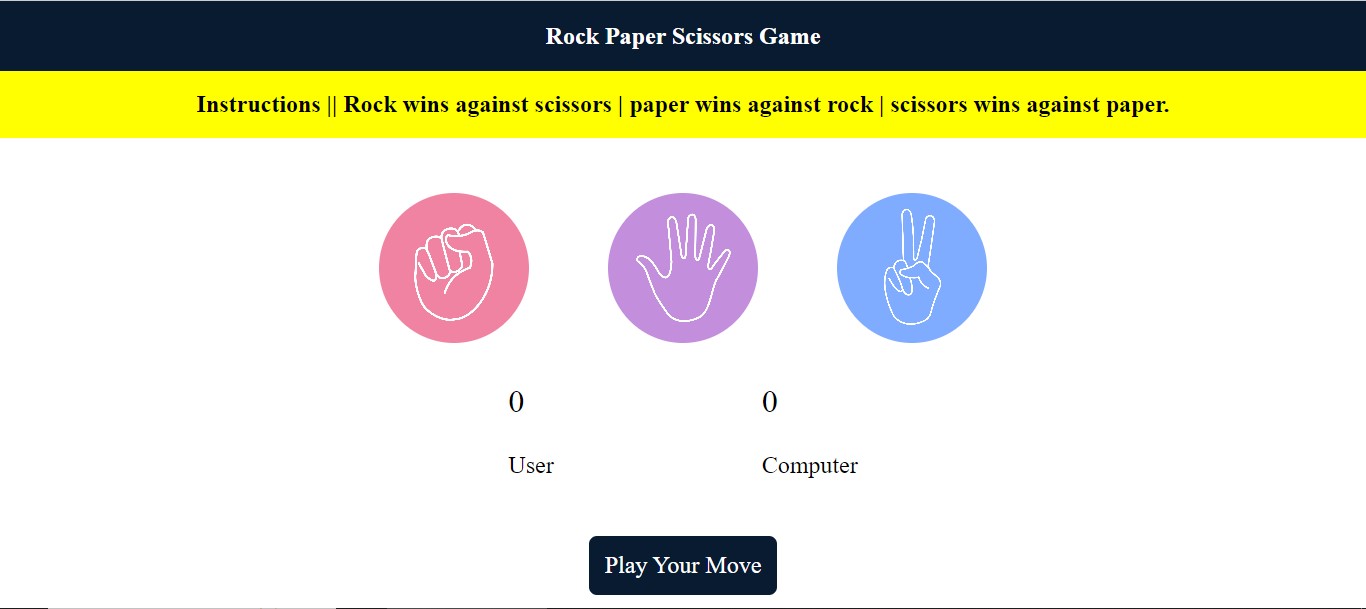 Rock Paper Scissors Game
Instructions || Rock wins against scissors | paper wins against rock | scissors wins against paper.
0 0
User Computer
Play Your Move